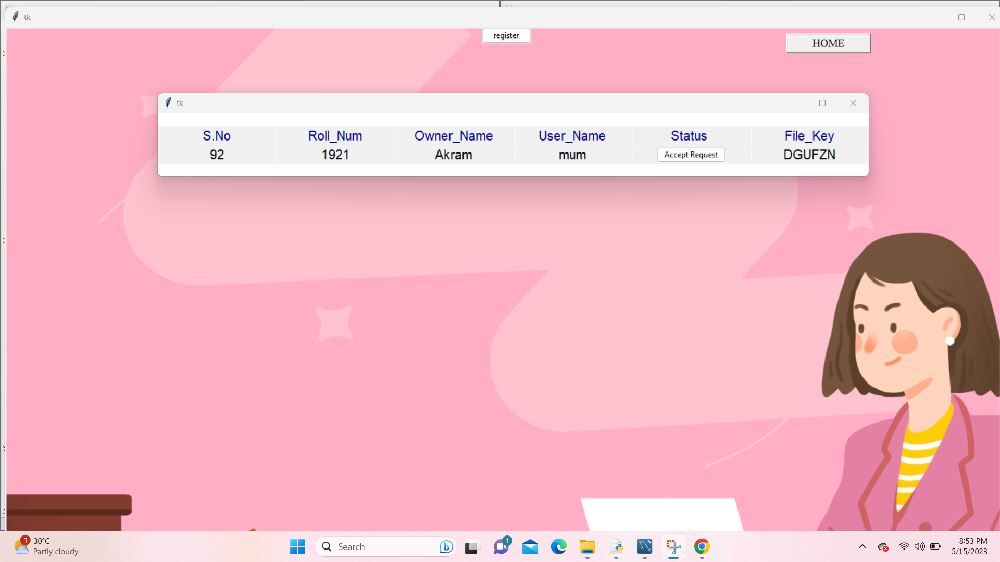 tk
register
HOME
tk
S.No Roll_Num Owner_Name User_Name Status File_Key
92 1921 Akram mum Accept Request DGUFZN
1
30°C
Partly cloudy
Search
1
8:53 PM
5/15/2023